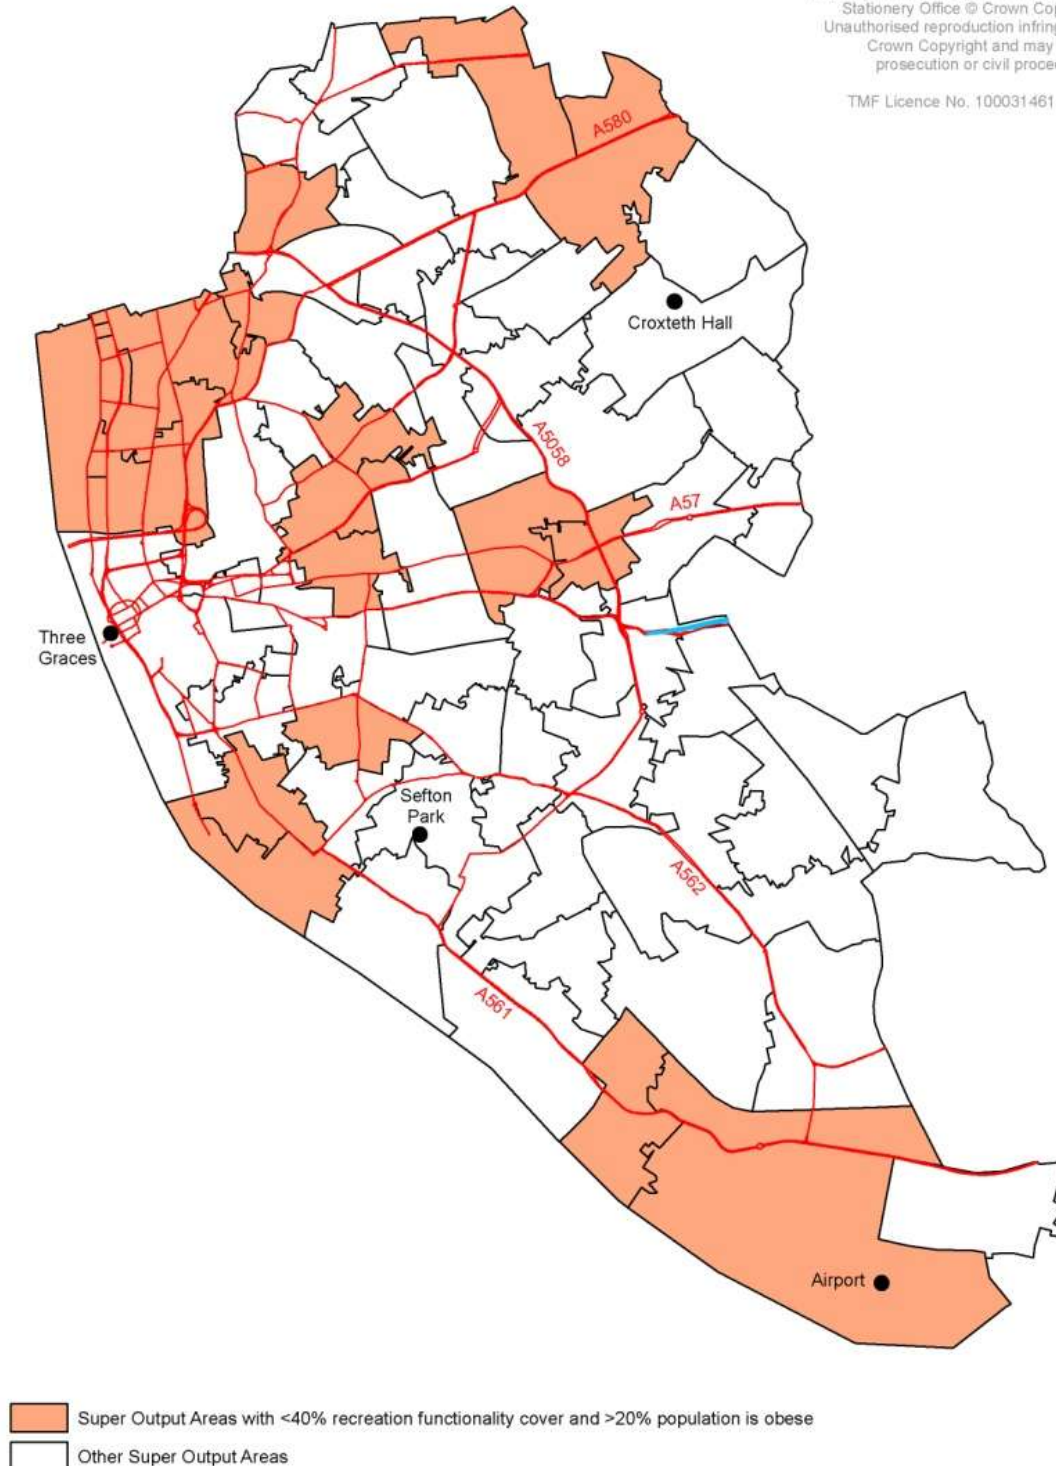 Stationery Office © Crown Cop
Unauthorised reproduction infring
Crown Copyright and may
prosecution or civil procee
TMF Licence No. 100031461
A580
Croxteth Hall
A5058
A57
Three
Graces
Sefton
Park
A562
A561
Airport
Super Output Areas with <40% recreation functionality cover and >20% population is obese
Other Super Output Areas